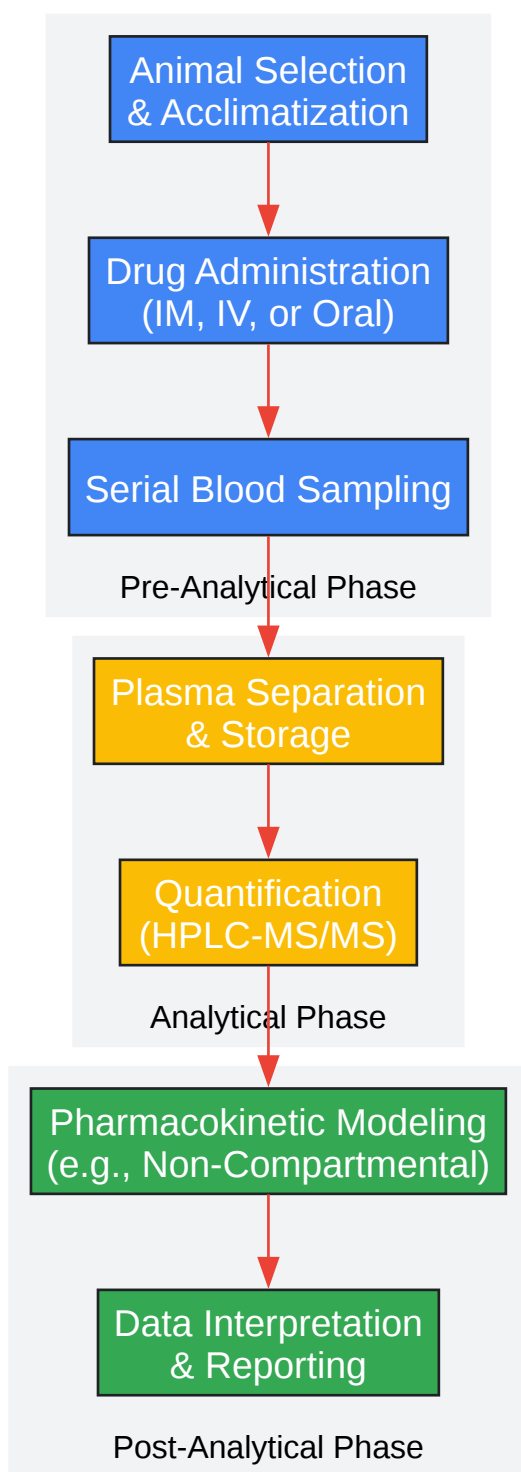 Animal Selection
& Acclimatization
Drug Administration
(IM, IV, or Oral)
Serial Blood Sampling
Pre-Analytical Phase
Plasma Separation
& Storage
Quantification
(HPLC-MS/MS)
Analytical Phase
Pharmacokinetic Modeling
(e.g., Non-Compartmental)
Data Interpretation
& Reporting
Post-Analytical Phase